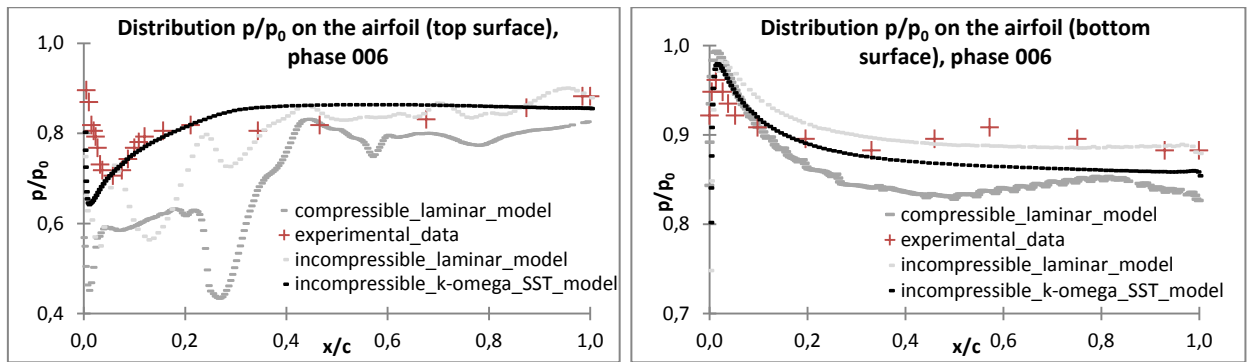 Distribution p/p0 on the airfoil (top surface),
phase 006
1,0
0,8
0,6
0,4
p/p0
compressible_laminar_model
experimental_data
incompressible_laminar_model
incompressible_k-omega_SST_model
0 0,2 0,4 0,6 0,8 1,0
x/c
Distribution p/p0 on the airfoil (bottom
surface), phase 006
1,0
0,9
0,8
0,7
p/p0
compressible_laminar_model
experimental_data
incompressible_laminar_model
incompressible_k-omega_SST_model
0 0,2 0,4 0,6 0,8 1,0
x/c